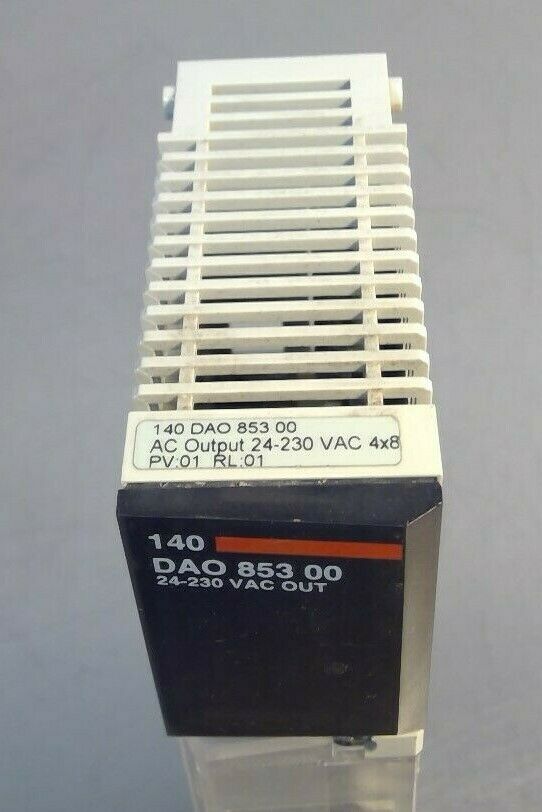 140 DAO 853 00
AC Output 24-230 VAC 4x8
PV:01 RL:01
140
DAO 853 00
24-230 VAC OUT